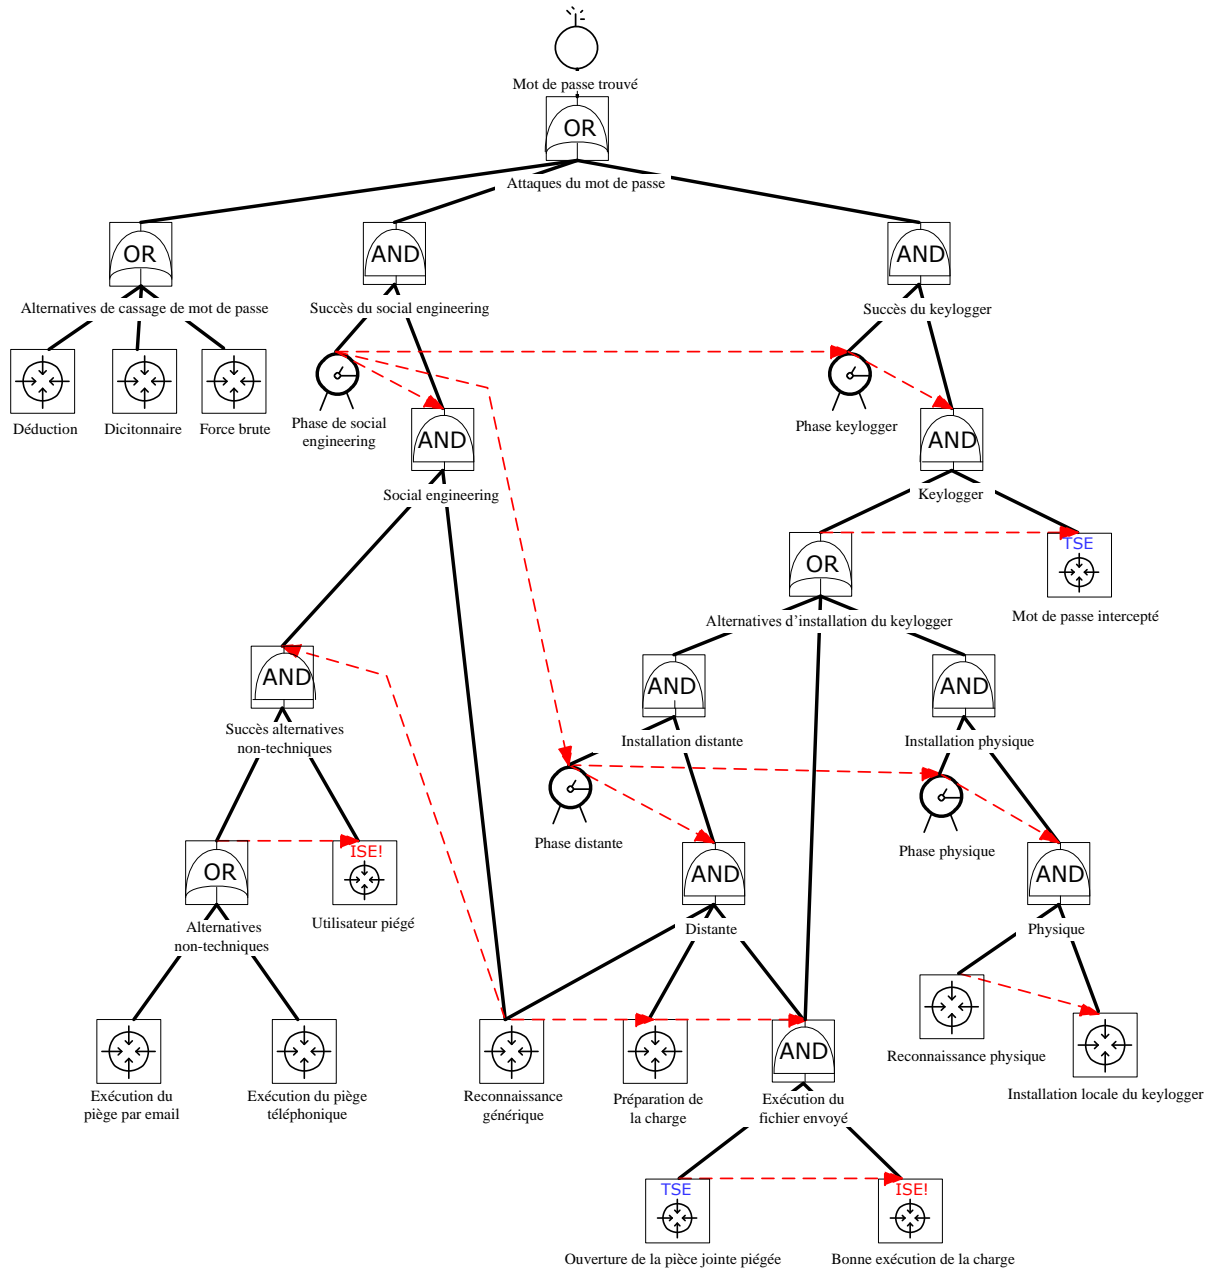 Mot de passe trouvé
OR
Attaques du mot de passe
OR
AND
AND
Alternatives de cassage de mot de passe
Succès du social engineering
Succès du keylogger
Déduction
Dicitonnaire
Force brute
Phase de social
engineering
AND
Phase keylogger
AND
Social engineering
Keylogger
OR
TSE
Mot de passe intercepté
Alternatives d'installation du keylogger
AND
AND
AND
Succès alternatives
non-techniques
Installation distante
Installation physique
Phase distante
Phase physique
OR
ISE!
AND
AND
Utilisateur piégé
Alternatives
non-techniques
Distante
Physique
AND
Reconnaissance physique
Exécution du
piège par email
Exécution du piège
téléphonique
Reconnaissance
générique
Préparation de
la charge
Exécution du
fichier envoyé
Installation locale du keylogger
TSE
ISE!
Ouverture de la pièce jointe piégée
Bonne exécution de la charge